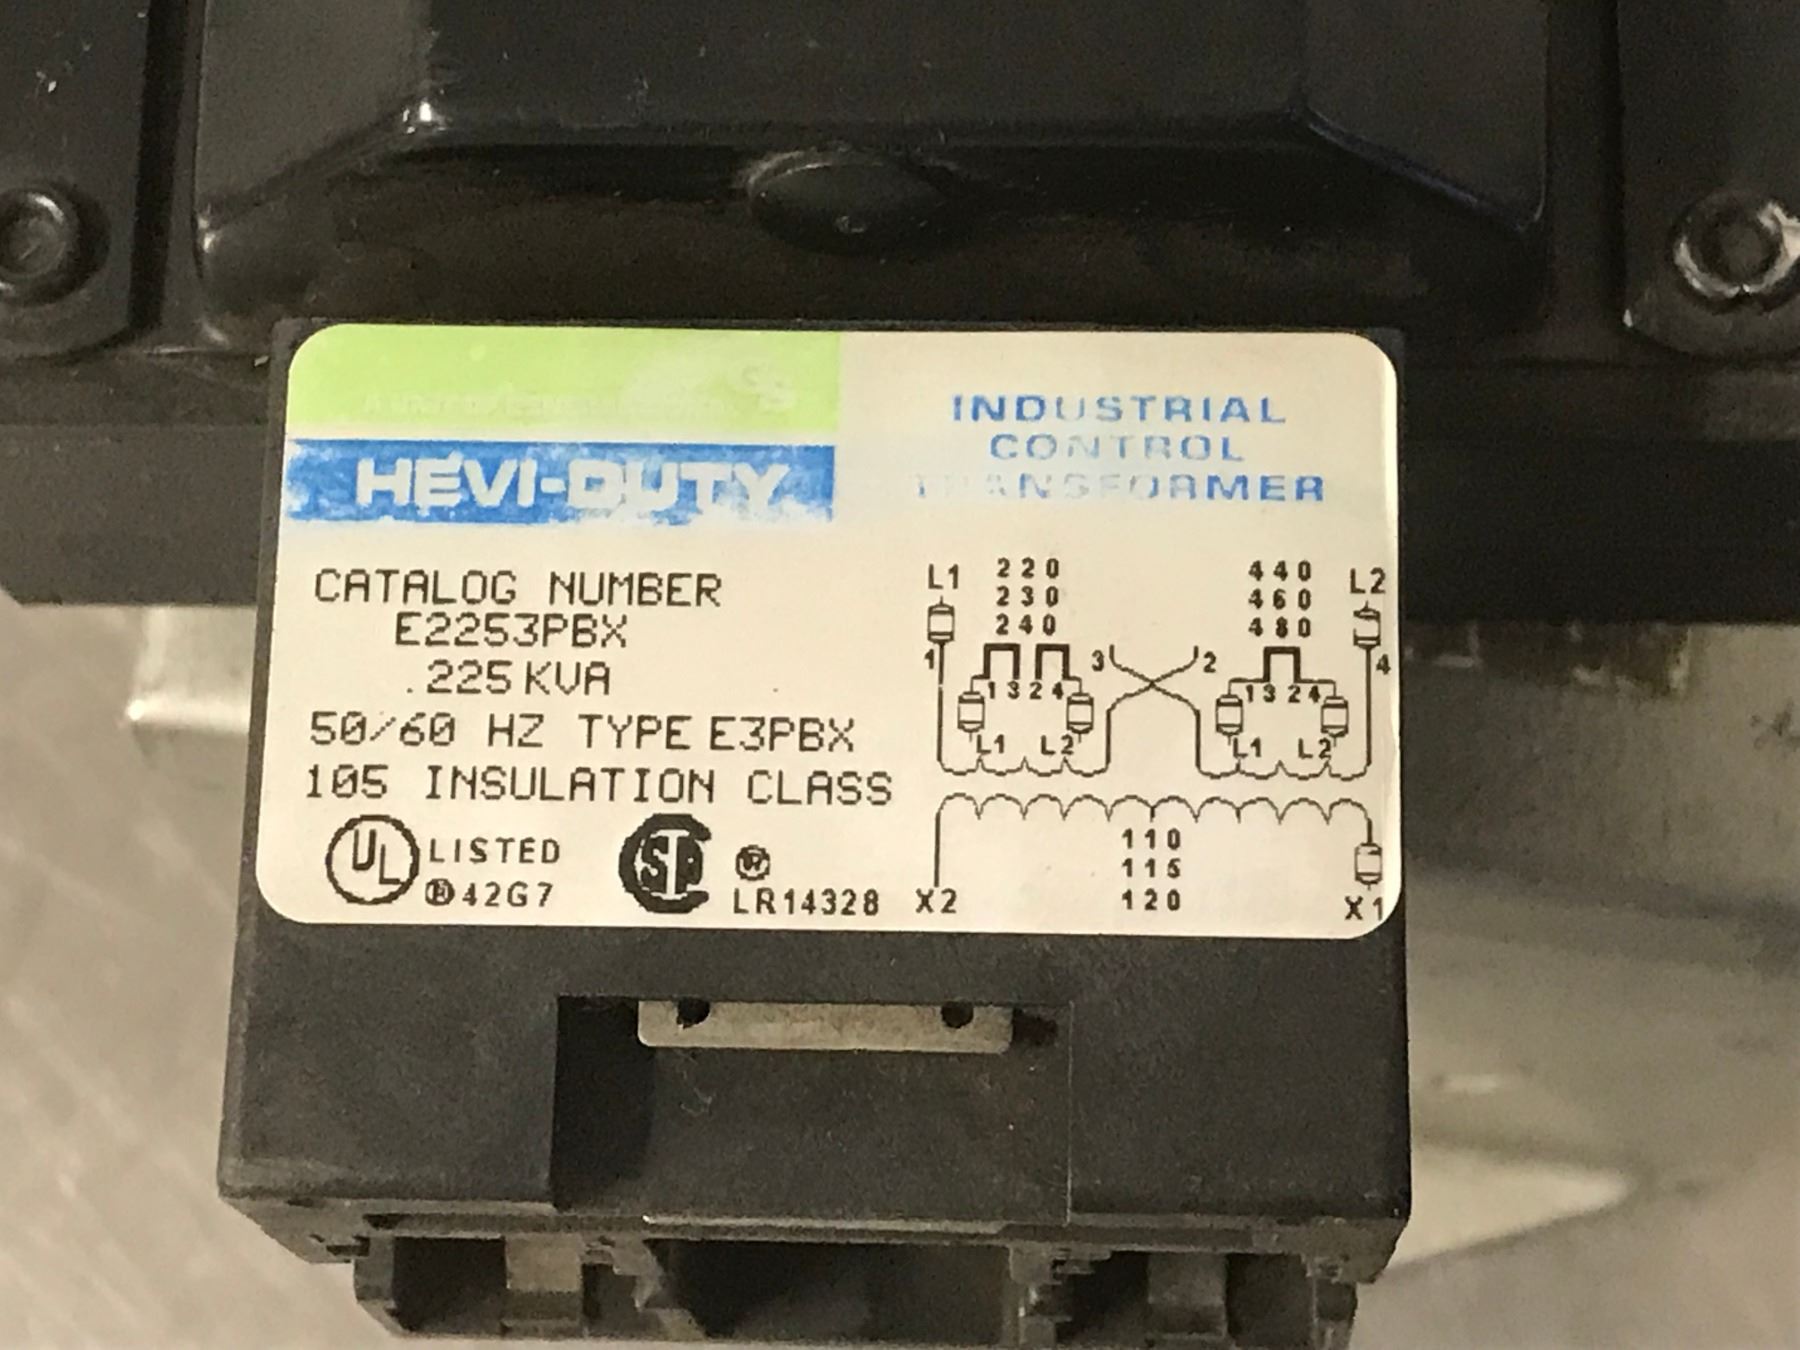 HEVI-DUTY
INDUSTRIAL
CONTROL
TRANSFORMER
CATALOG NUMBER
E2253PBX
.225 KVA
50/60 HZ TYPE E3PBX
105 INSULATION CLASS
UL LISTED
42G7
LR14328
L1 220 440 L2
230 460
240 480
1 3 2 4
1 3 2 4 1 3 2 4
L1 L2 L1 L2
110
115
120
X2 X1